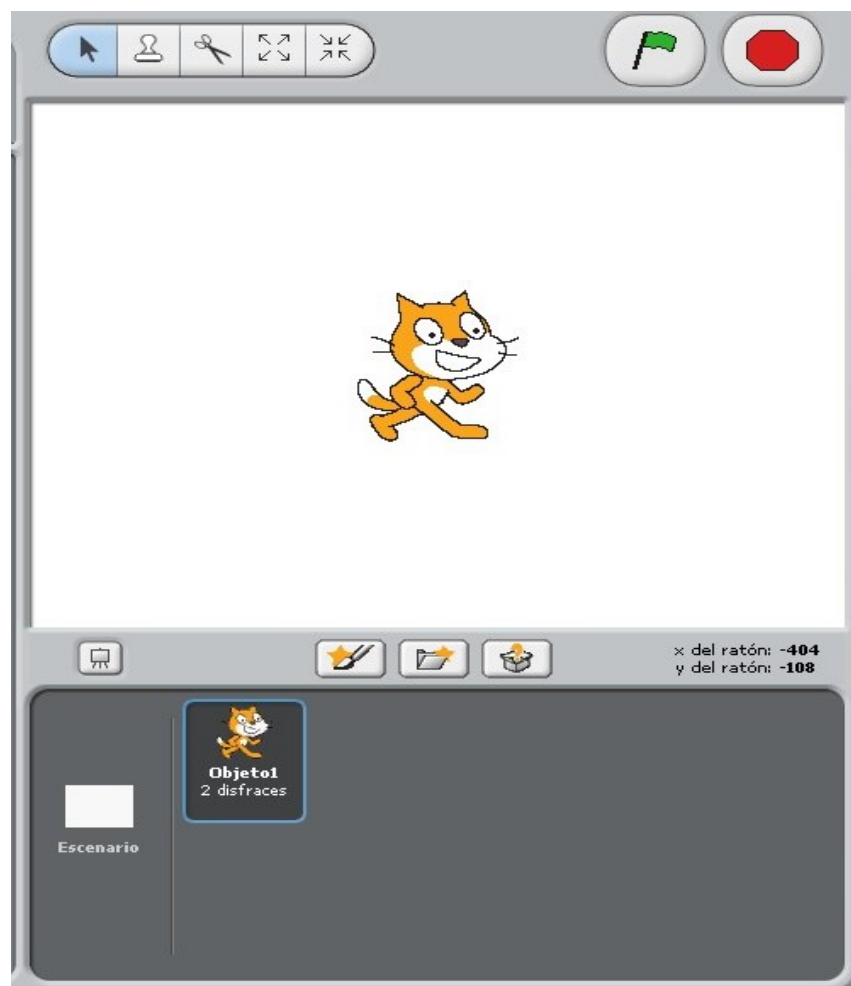 x del ratón: -404
y del ratón: -108
Objeto1
2 disfraces
Escenario